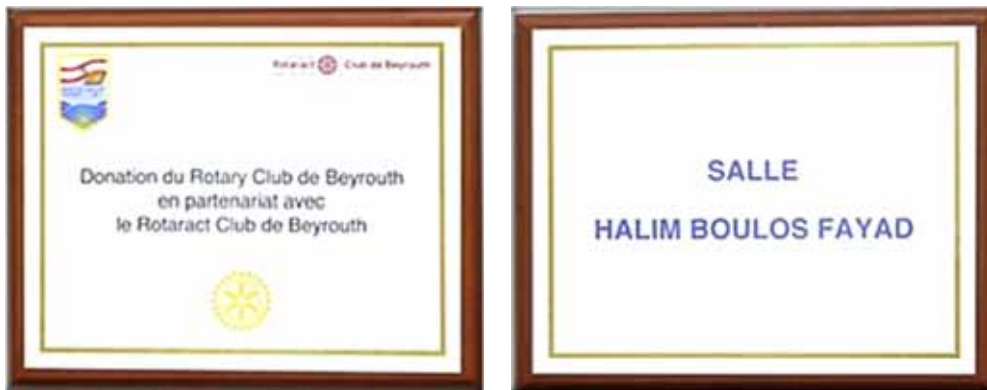 Rotaract Club de Beyrouth
Donation du Rotary Club de Beyrouth
en partenariat avec
le Rotaract Club de Beyrouth
SALLE
HALIM BOULOS FAYAD